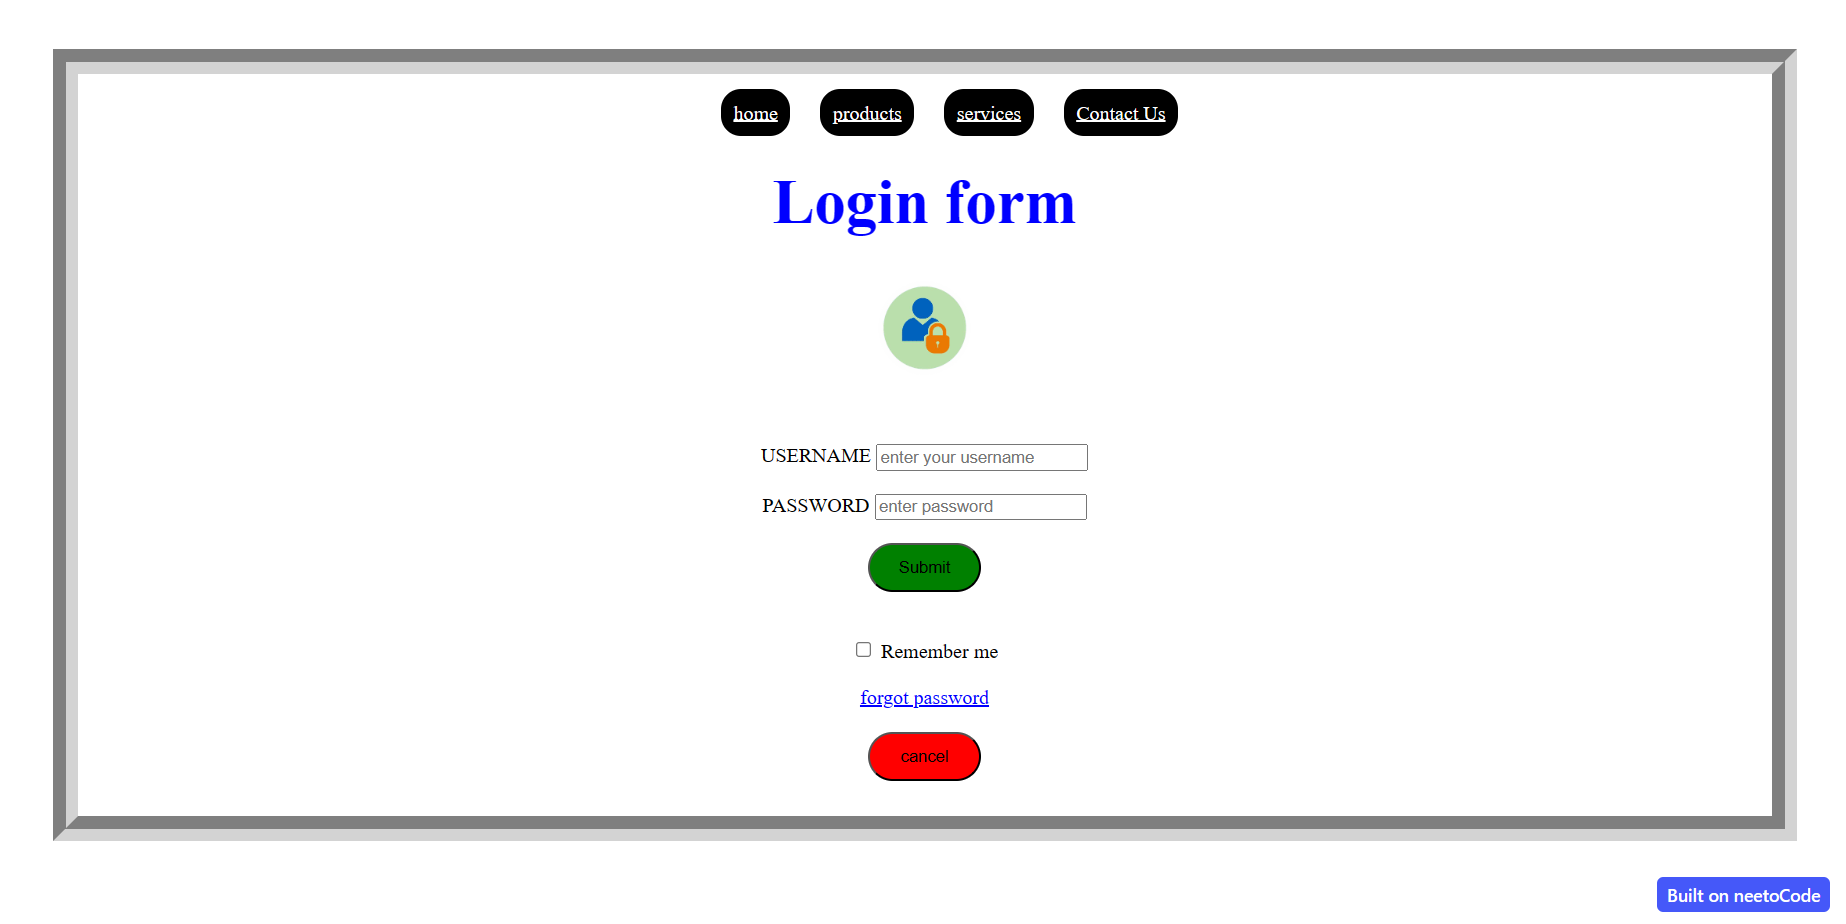 home products services Contact Us
Login form
USERNAME enter your username
PASSWORD enter password
Submit
Remember me
forgot password
cancel
Built on neetoCode